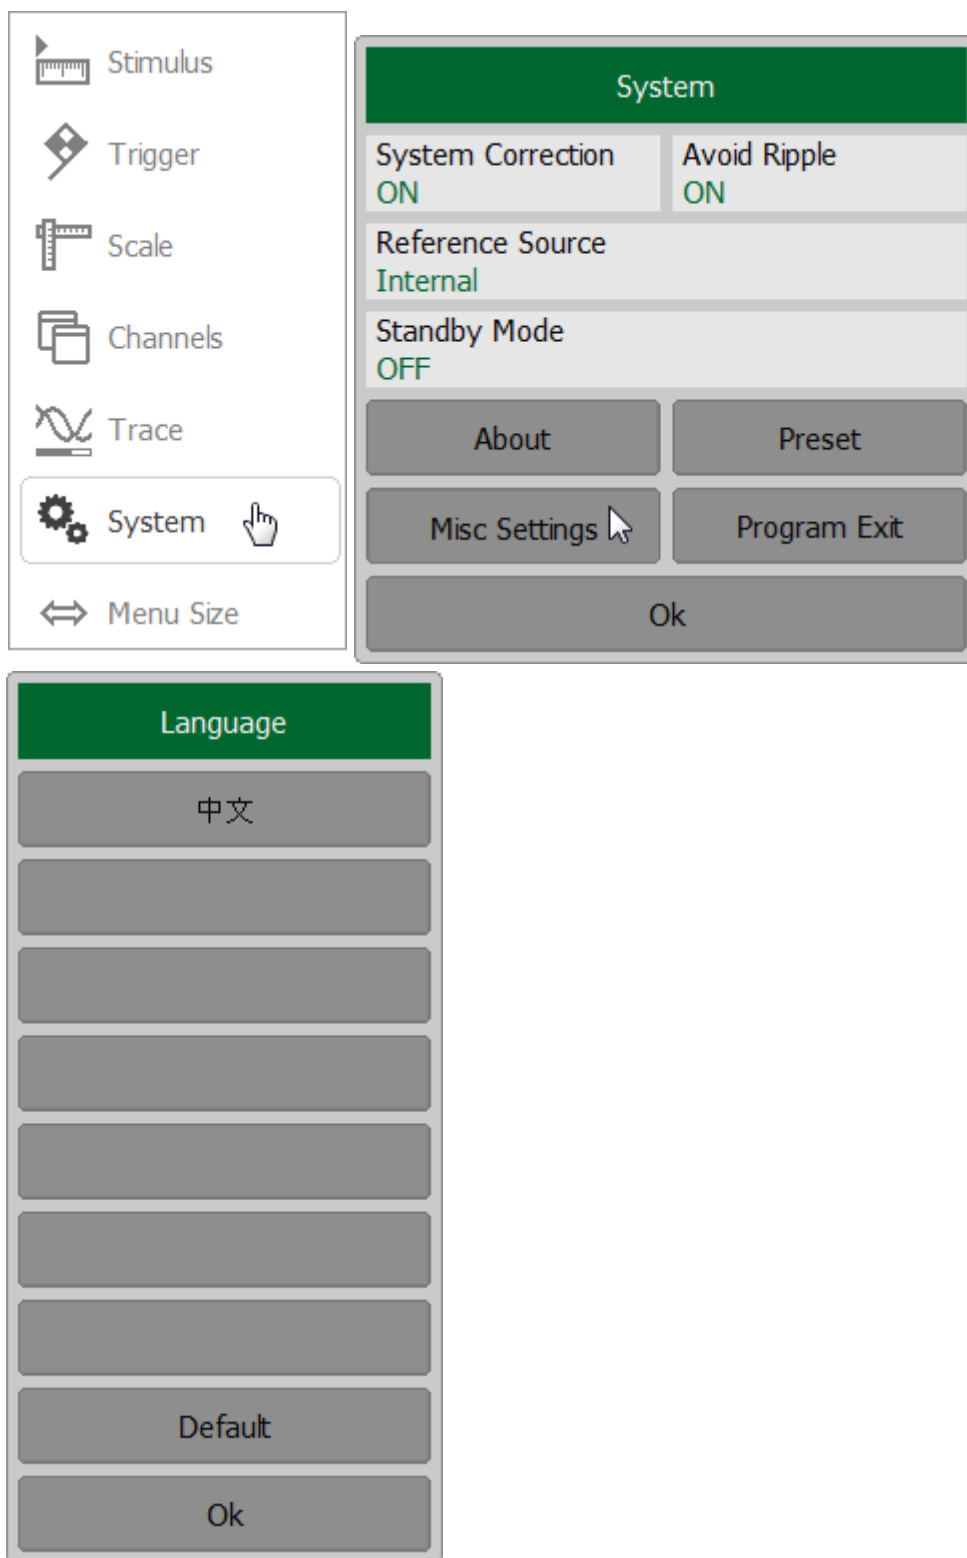 Stimulus
Trigger
Scale
Channels
Trace
System
Menu Size
System
System Correction
ON
Avoid Ripple
ON
Reference Source
Internal
Standby Mode
OFF
About
Preset
Misc Settings
Program Exit
Ok
Language
中文
Default
Ok